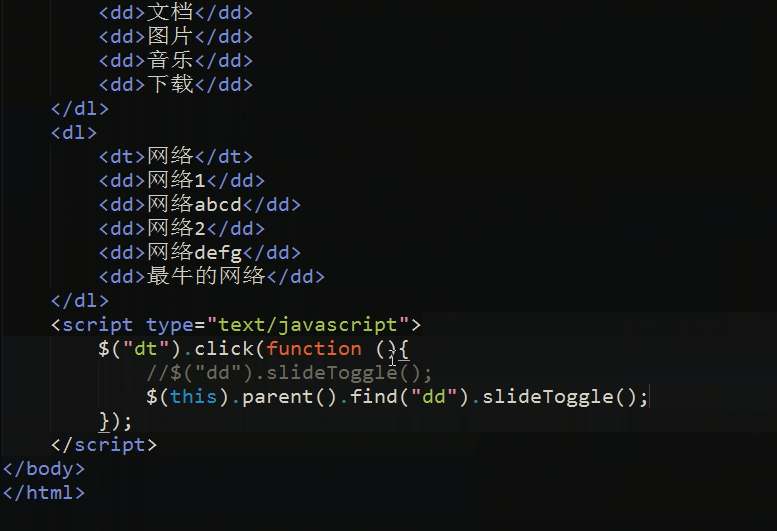 <dd>文档</dd>
<dd>图片</dd>
<dd>音乐</dd>
<dd>下载</dd>
</dl>
<dl>
<dt>网络</dt>
<dd>网络1</dd>
<dd>网络abcd</dd>
<dd>网络2</dd>
<dd>网络defg</dd>
<dd>最牛的网络</dd>
</dl>
<script type="text/javascript">
$("dt").click(function (){
//$("dd").slideToggle();
$(this).parent().find("dd").slideToggle();
});
</script>
</body>
</html>